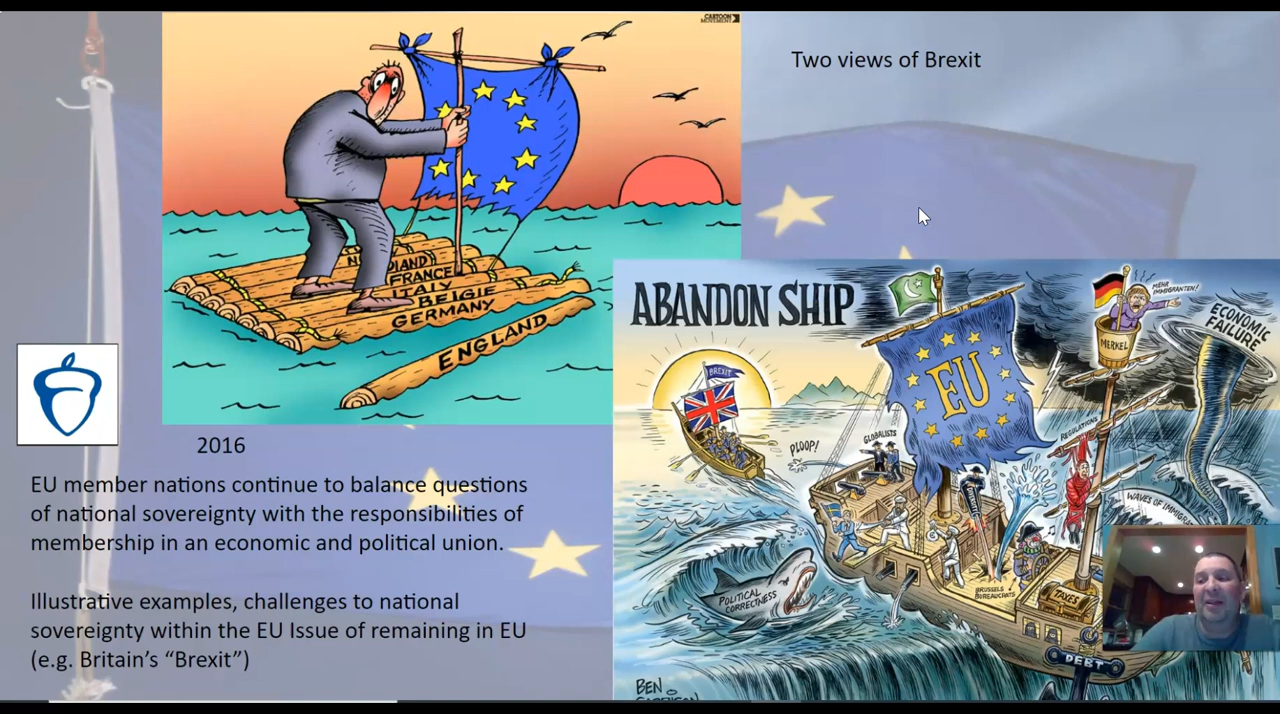 CARTOON
MOVEMENT
Two views of Brexit
FRANCE
ITALY
BELGIE
GERMANY
ENGLAND
2016
EU member nations continue to balance questions
of national sovereignty with the responsibilities of
membership in an economic and political union.
Illustrative examples, challenges to national
sovereignty within the EU Issue of remaining in EU
(e.g. Britain's “Brexit”)
ABANDON SHIP
BREXIT
PLOOP!
GLOBALISTS
EU
MERKEL
MEHR
IMMIGRANTEN!
ECONOMIC
FAILURE
REGULATIONS
WAVES OF
POLITICAL
CORRECTNESS
BRUSSELS
BUREAUCRATS
TAXES
DEBT
BEN